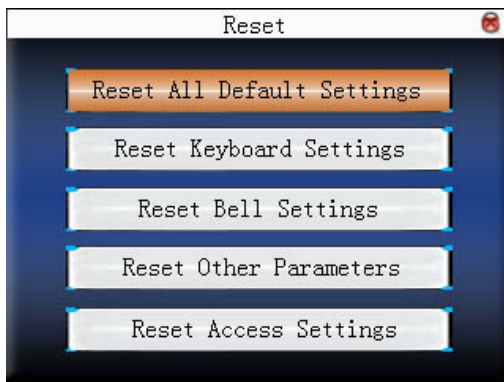 Reset
Reset All Default Settings
Reset Keyboard Settings
Reset Bell Settings
Reset Other Parameters
Reset Access Settings